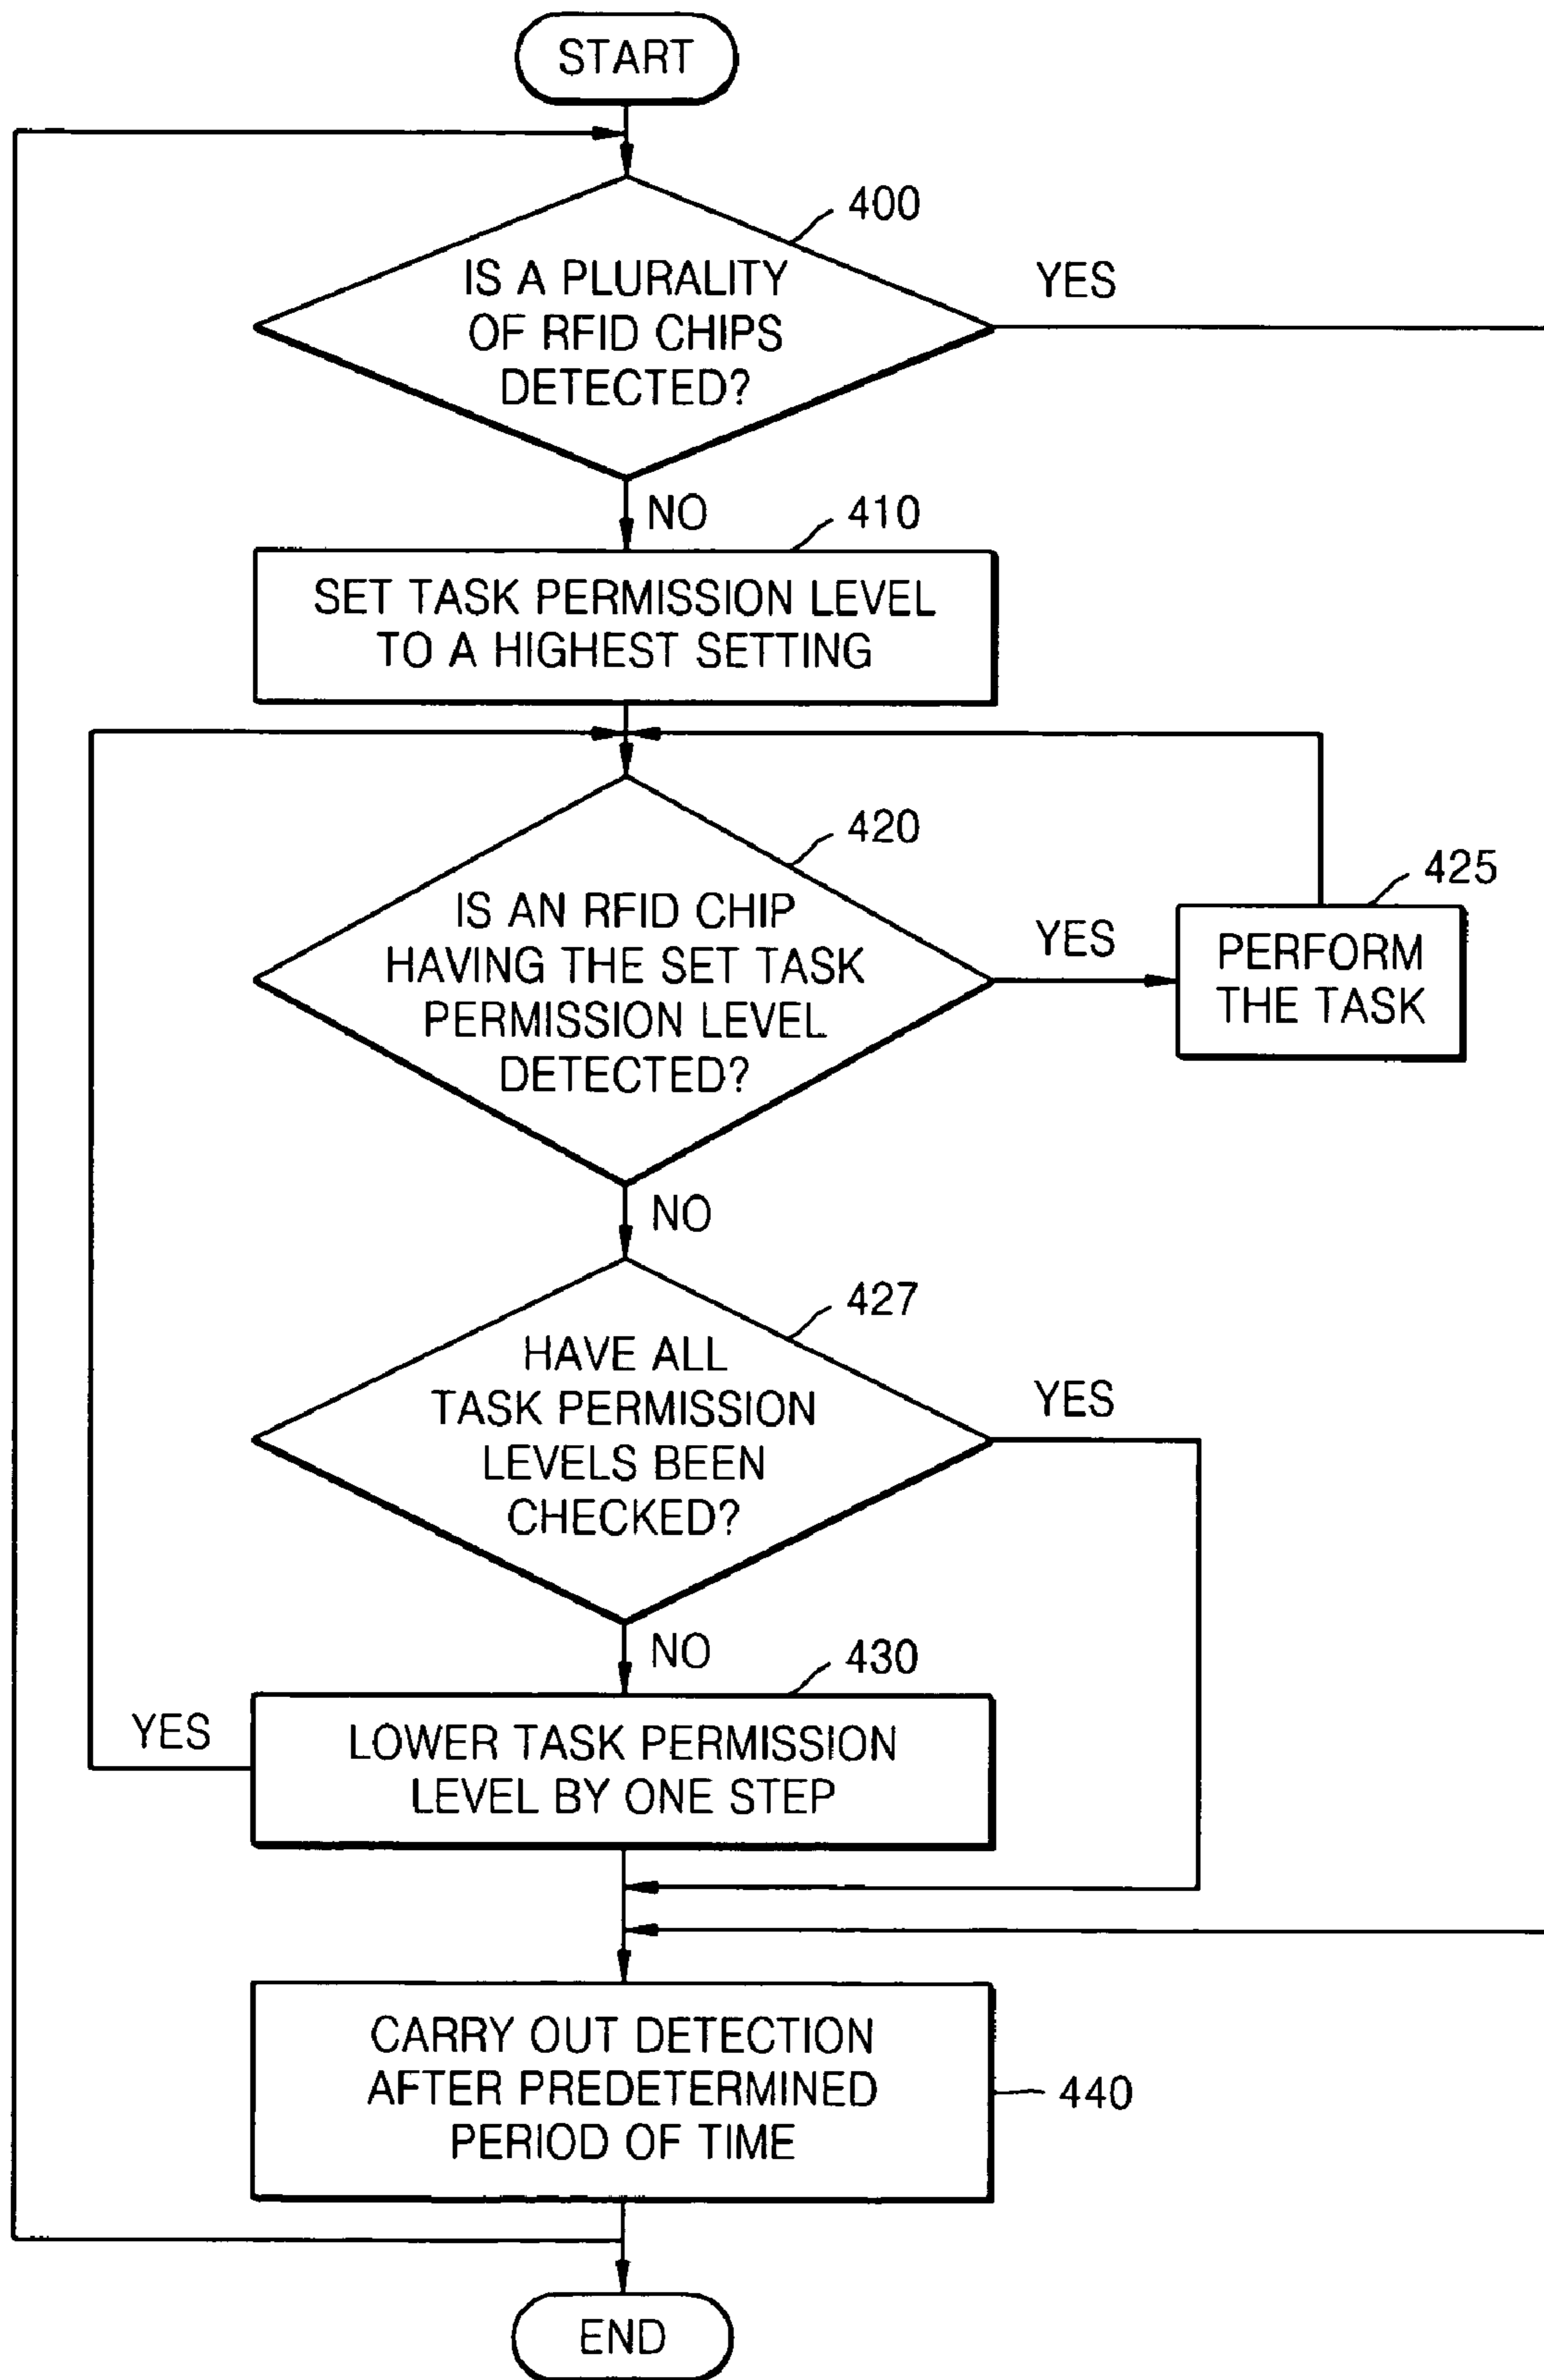 START
400
IS A PLURALITY
OF RFID CHIPS
DETECTED?
YES
NO
410
SET TASK PERMISSION LEVEL
TO A HIGHEST SETTING
420
IS AN RFID CHIP
HAVING THE SET TASK
PERMISSION LEVEL
DETECTED?
YES
425
PERFORM
THE TASK
NO
427
HAVE ALL
TASK PERMISSION
LEVELS BEEN
CHECKED?
YES
NO
430
YES
LOWER TASK PERMISSION
LEVEL BY ONE STEP
CARRY OUT DETECTION
AFTER PREDETERMINED
PERIOD OF TIME
440
END